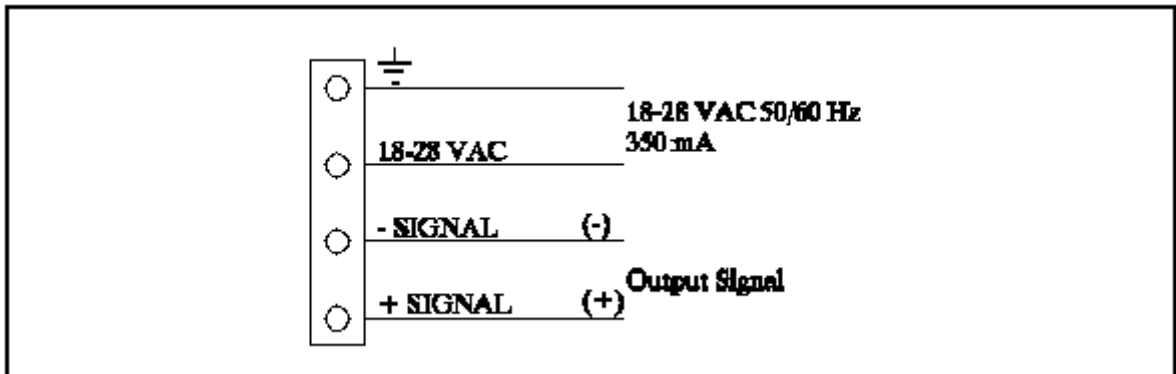 18-28 VAC 50/60 Hz
350 mA
18-28 VAC
- SIGNAL (-)
Output Signal
+ SIGNAL (+)